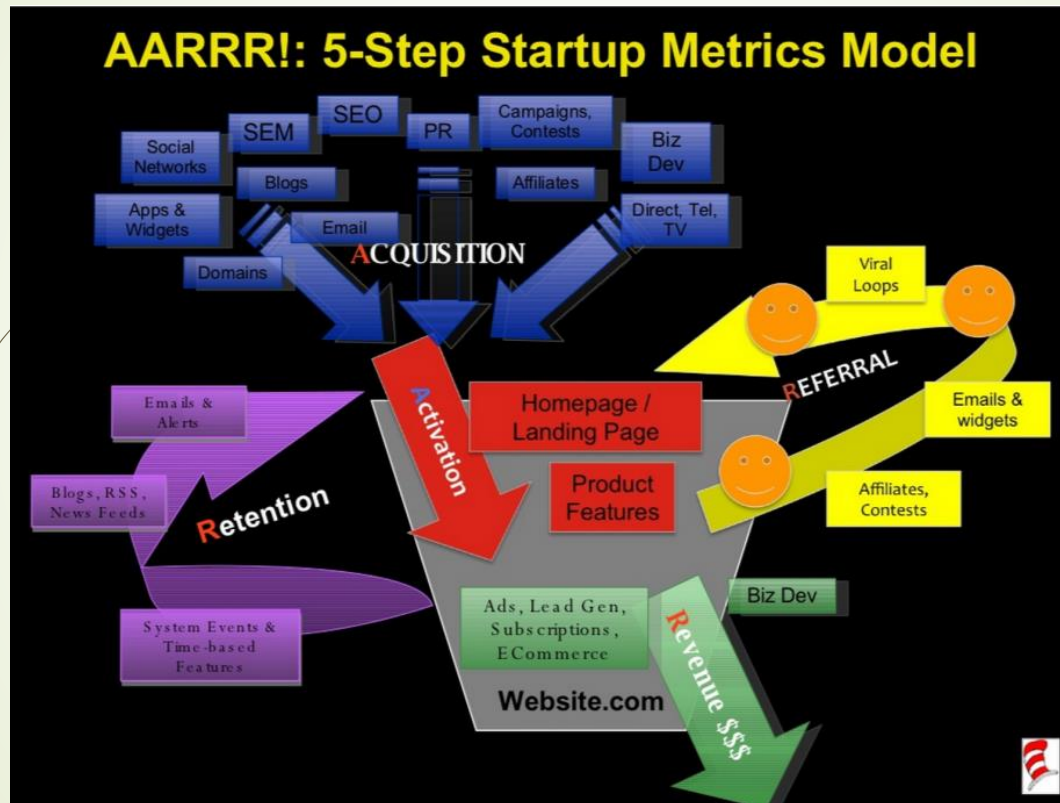 AARRR!: 5-Step Startup Metrics Model
SEO
Campaigns,
Contests
SEM
PR
Biz
Dev
Social
Networks
Blogs
Affiliates
Apps &
Widgets
Email
Direct, Tel,
TV
ACQUISITION
Domains
Viral
Loops
REFERRAL
Emails &
Alerts
Activation
Homepage /
Landing Page
Emails &
widgets
Blogs, RSS,
News Feeds
Retention
Product
Features
Affiliates,
Contests
System Events &
Time-based
Features
Ads, Lead Gen,
Subscriptions,
ECommerce
Biz Dev
Revenue $$$
Website.com